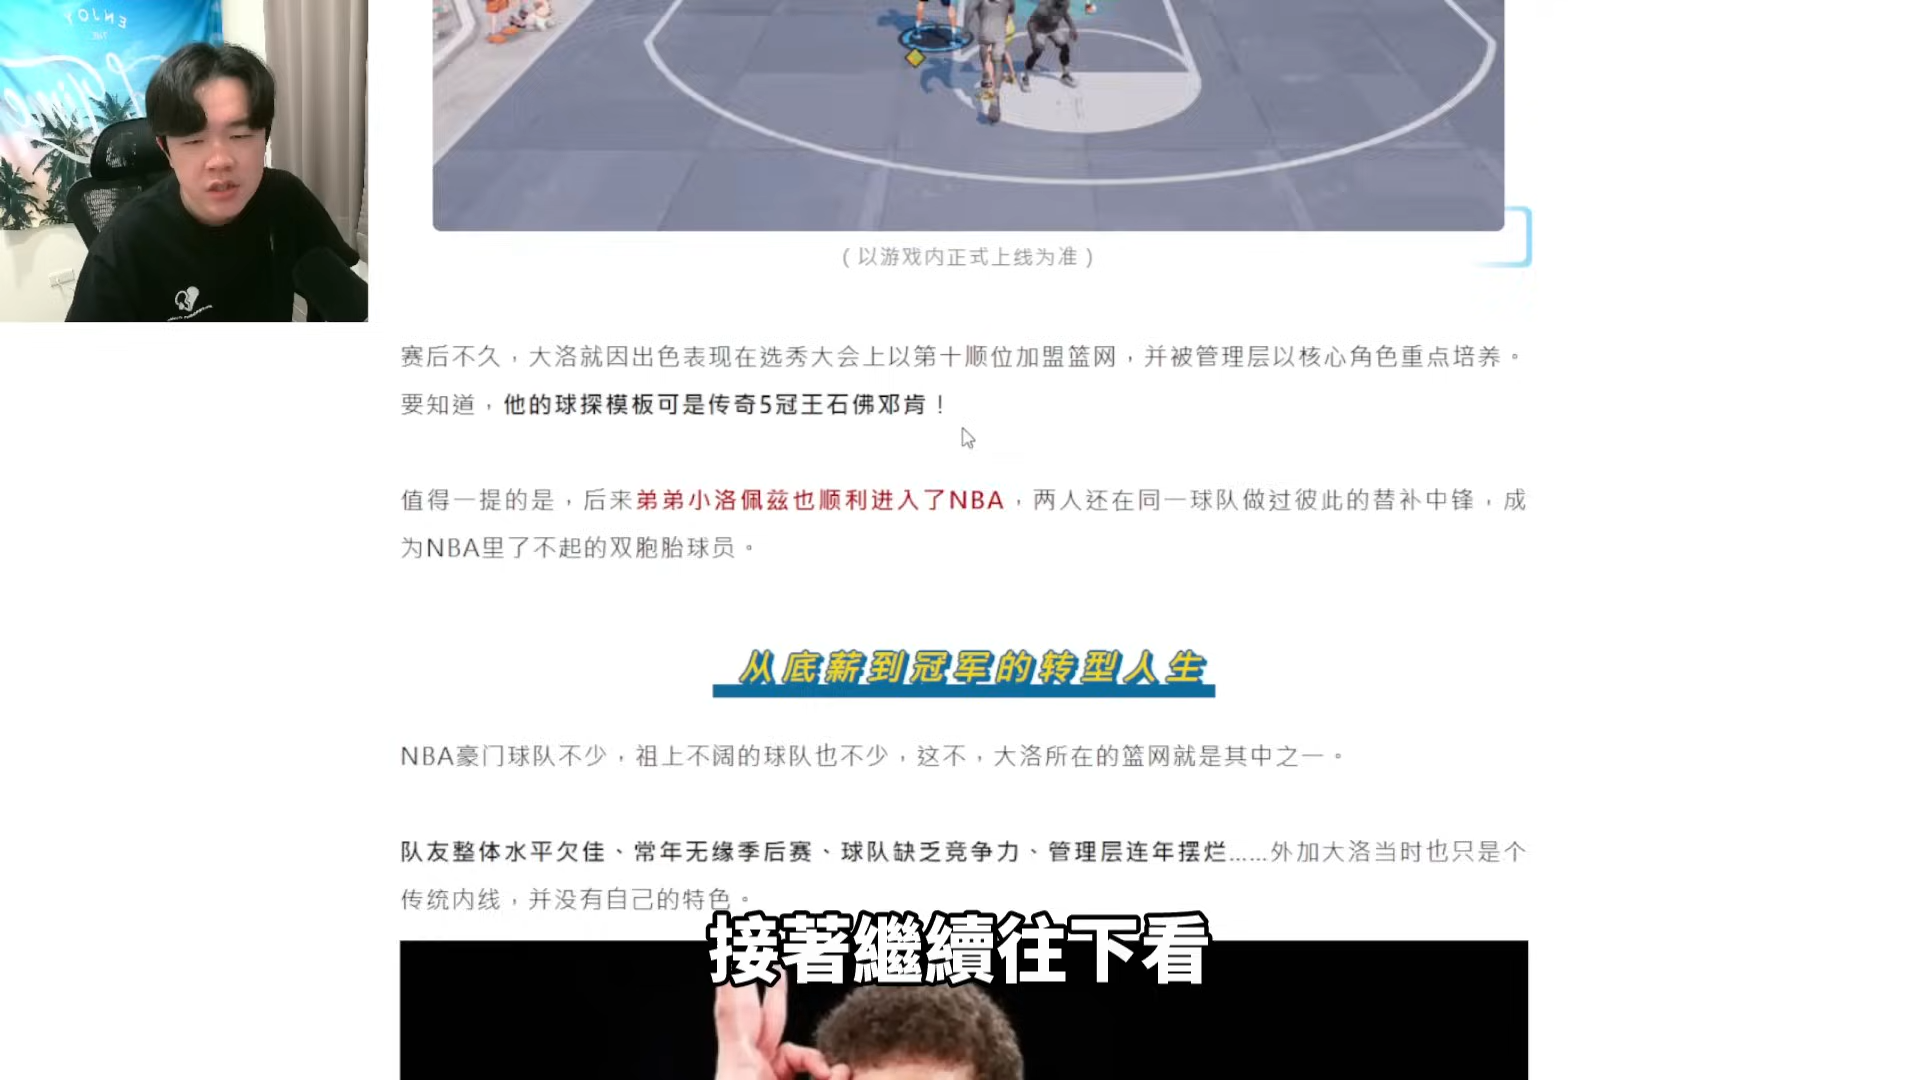 ENJOY
THE
（以游戏内正式上线为准）
赛后不久，大洛就因出色表现在选秀大会上以第十顺位加盟篮网，并被管理层以核心角色重点培养。
要知道，他的球探模板可是传奇5冠王石佛邓肯！
值得一提的是，后来弟弟小洛佩兹也顺利进入了NBA，两人还在同一球队做过彼此的替补中锋，成
为NBA里了不起的双胞胎球员。
从底薪到冠军的转型人生
NBA豪门球队不少，祖上不阔的球队也不少，这不，大洛所在的篮网就是其中之一。
队友整体水平欠佳、常年无缘季后赛、球队缺乏竞争力、管理层连年摆烂……外加大洛当时也只是个
传统内线，并没有自己的特色。
接著繼續往下看